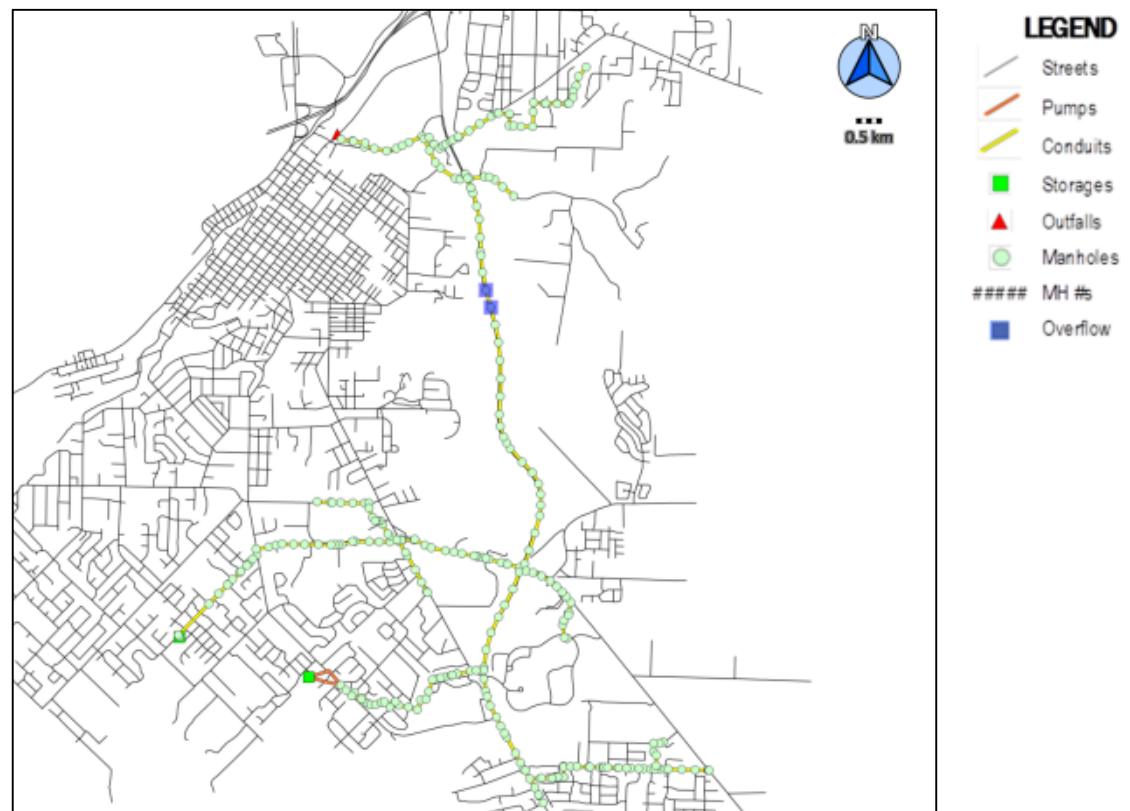 N
0.5 km
LEGEND
Streets
Pumps
Conduits
Storages
Outfalls
Manholes
##### MH #s
Overflow